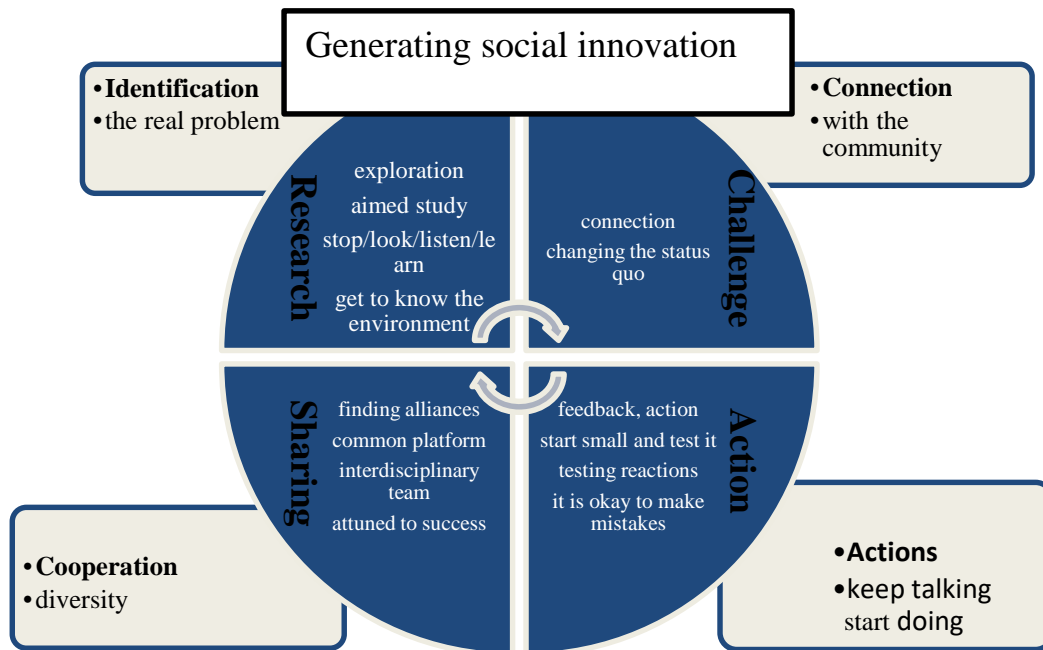 Generating social innovation
•Identification
•the real problem
•Connection
•with the
community
Research
exploration
aimed study
stop/look/listen/le
arn
get to know the
environment
Challenge
connection
changing the status
quo
Sharing
finding alliances
common platform
interdisciplinary
team
attuned to success
Action
feedback, action
start small and test it
testing reactions
it is okay to make
mistakes
•Cooperation
•diversity
•Actions
•keep talking
start doing